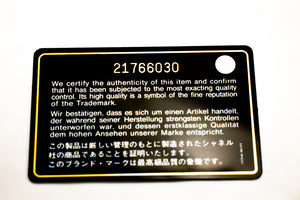 21766030
We certify the authenticity of this item and confirm
that it has been subjected to the most exacting quality
control. Its high quality is a symbol of the fine reputation
of the Trademark.
Wir bestätigen, dass es sich um einen Artikel handelt,
der während seiner Herstellung strengsten Kontrollen
unterworfen war, und dessen erstklassige Qualität
dem hohen Ansehen unserer Marke entspricht.
この製品は厳しい管理のもとに製造されたシャネル
社の商品であることを証明いたします。
このブランド・マークは最高級品質の象徴です。